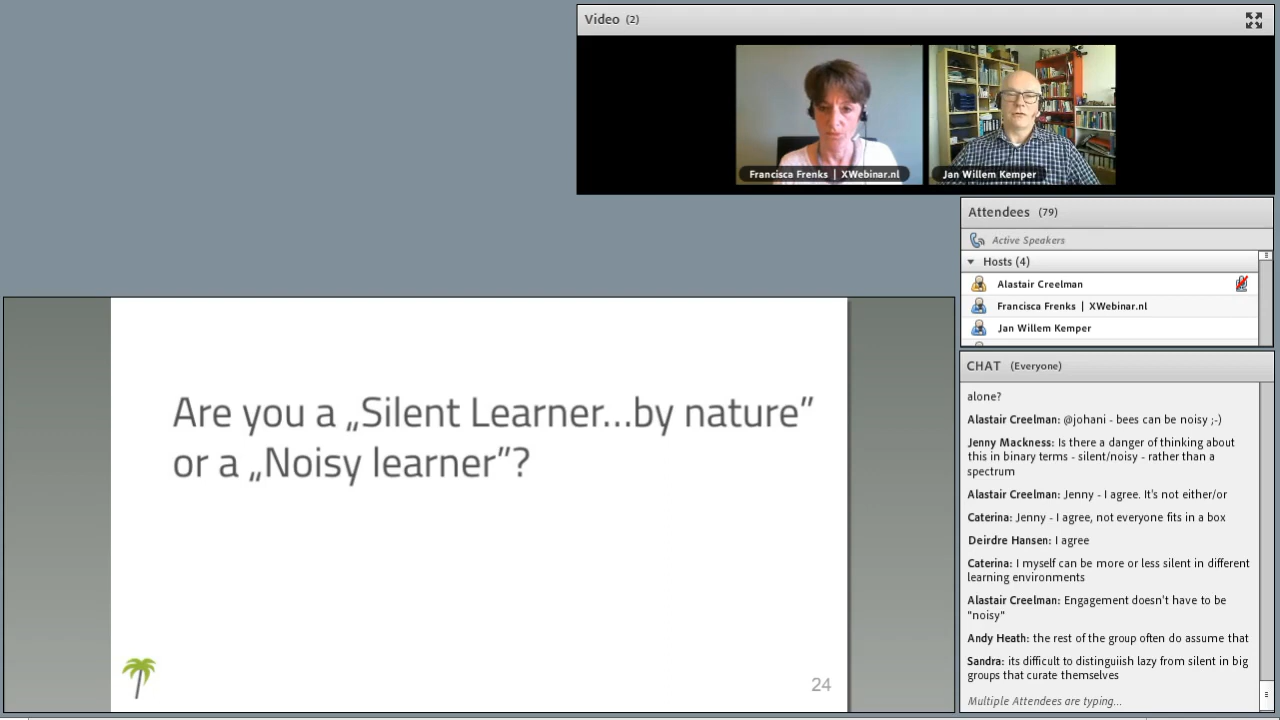 Video (2)
Francisca Frenks | XWebinar.nl
Jan Willem Kemper
Attendees (79)
Active Speakers
Hosts (4)
Alastair Creelman
Francisca Frenks | XWebinar.nl
Jan Willem Kemper
Are you a „Silent Learner...by nature”
or a „Noisy learner”?
24
CHAT (Everyone)
alone?
Alastair Creelman: @johani - bees can be noisy ;-)
Jenny Mackness: Is there a danger of thinking about
this in binary terms - silent/noisy - rather than a
spectrum
Alastair Creelman: Jenny - I agree. It's not either/or
Caterina: Jenny - I agree, not everyone fits in a box
Deirdre Hansen: I agree
Caterina: I myself can be more or less silent in different
learning environments
Alastair Creelman: Engagement doesn't have to be
"noisy"
Andy Heath: the rest of the group often do assume that
Sandra: its difficult to distinguiish lazy from silent in big
groups that curate themselves
Multiple Attendees are typing...